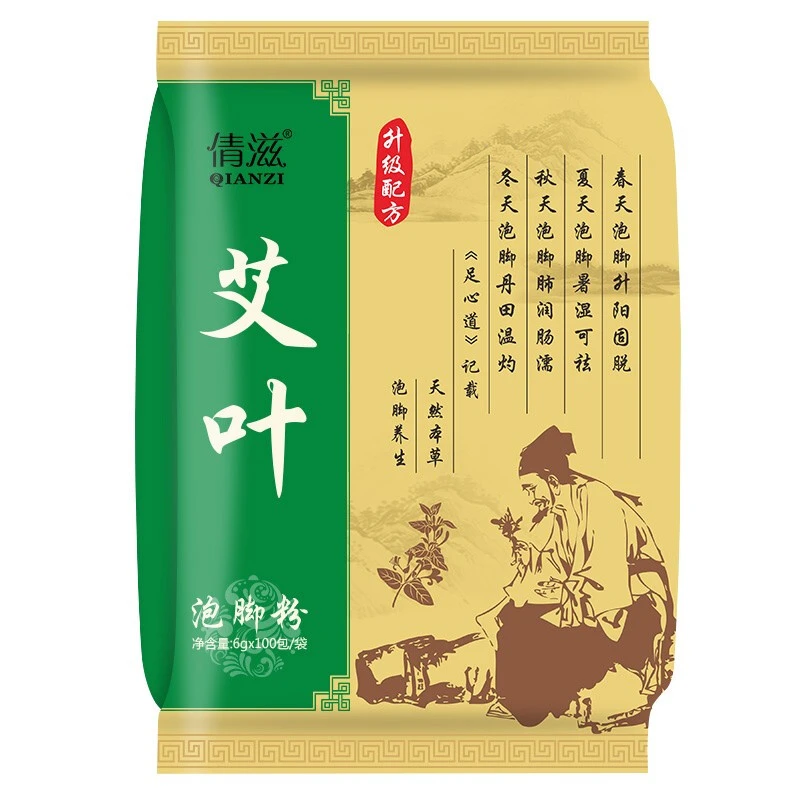 倩滋®
QIANZI
艾叶
泡脚粉
净含量:6gx100包/袋
升级配方
春天泡脚升阳固脱
夏天泡脚暑湿可祛
秋天泡脚肺润肠濡
冬天泡脚丹田温灼
《足心道》记载
天然本草
泡脚养生